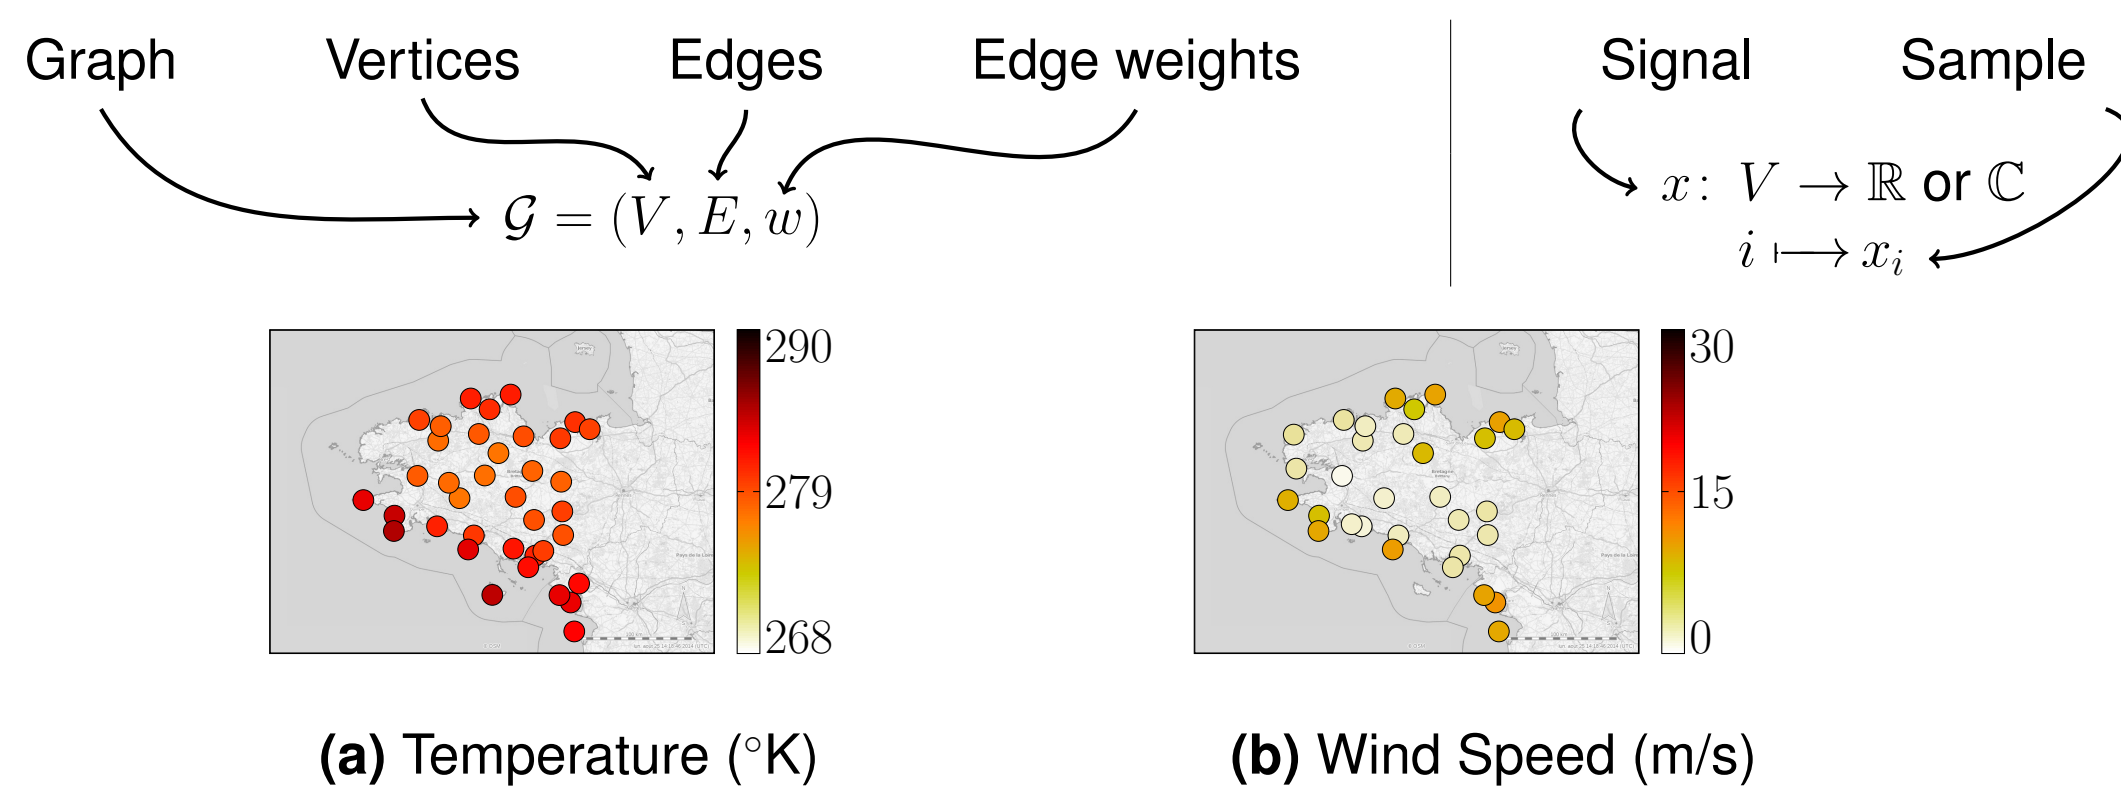 Graph Vertices Edges Edge weights
𝒢 = (V, E, w)
Signal Sample
x: V → ℝ or ℂ
i ⟼ x_i
290
279
268
(a) Temperature (°K)
30
15
0
(b) Wind Speed (m/s)